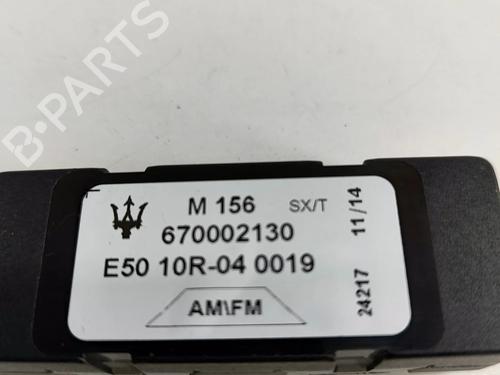 B-PARTS
M 156 SX/T
670002130
E50 10R-04 0019
AM\FM
24217 11/14